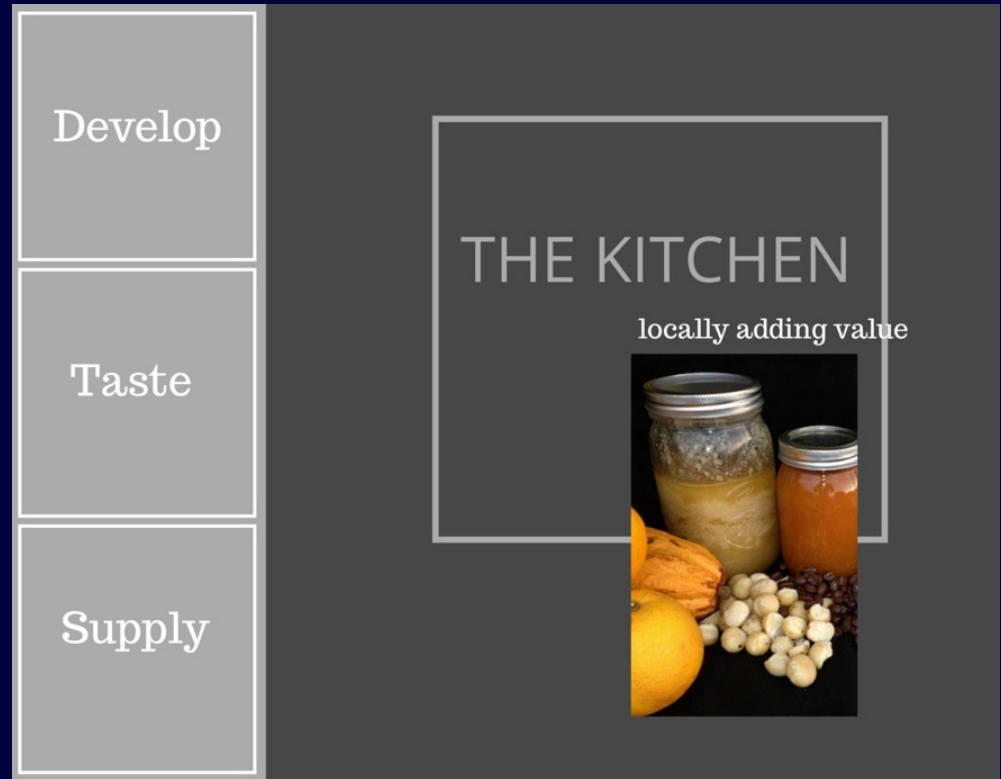 Develop
Taste
Supply
THE KITCHEN
locally adding value